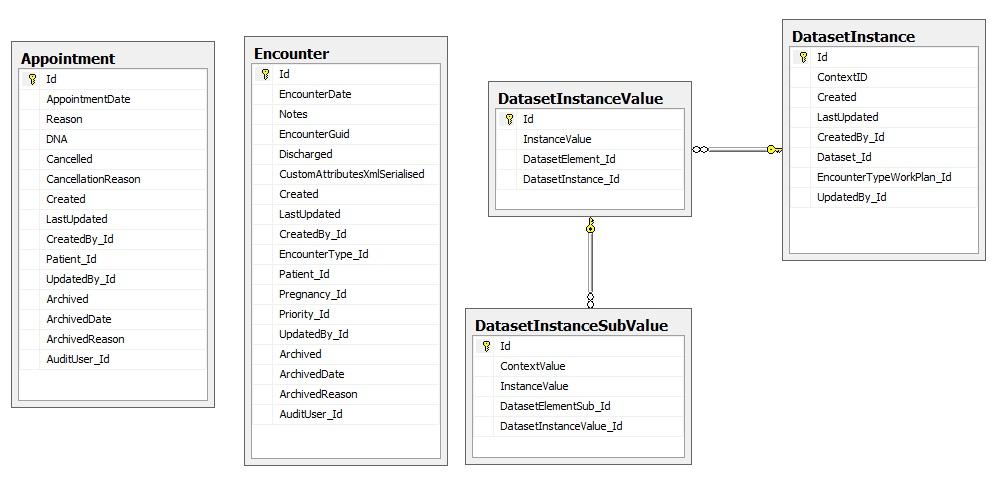 Appointment
Id
AppointmentDate
Reason
DNA
Cancelled
CancellationReason
Created
LastUpdated
CreatedBy_Id
Patient_Id
UpdatedBy_Id
Archived
ArchivedDate
ArchivedReason
AuditUser_Id
Encounter
Id
EncounterDate
Notes
EncounterGuid
Discharged
CustomAttributesXmlSerialised
Created
LastUpdated
CreatedBy_Id
EncounterType_Id
Patient_Id
Pregnancy_Id
Priority_Id
UpdatedBy_Id
Archived
ArchivedDate
ArchivedReason
AuditUser_Id
DatasetInstanceValue
Id
InstanceValue
DatasetElement_Id
DatasetInstance_Id
DatasetInstanceSubValue
Id
ContextValue
InstanceValue
DatasetElementSub_Id
DatasetInstanceValue_Id
DatasetInstance
Id
ContextID
Created
LastUpdated
CreatedBy_Id
Dataset_Id
EncounterTypeWorkPlan_Id
UpdatedBy_Id